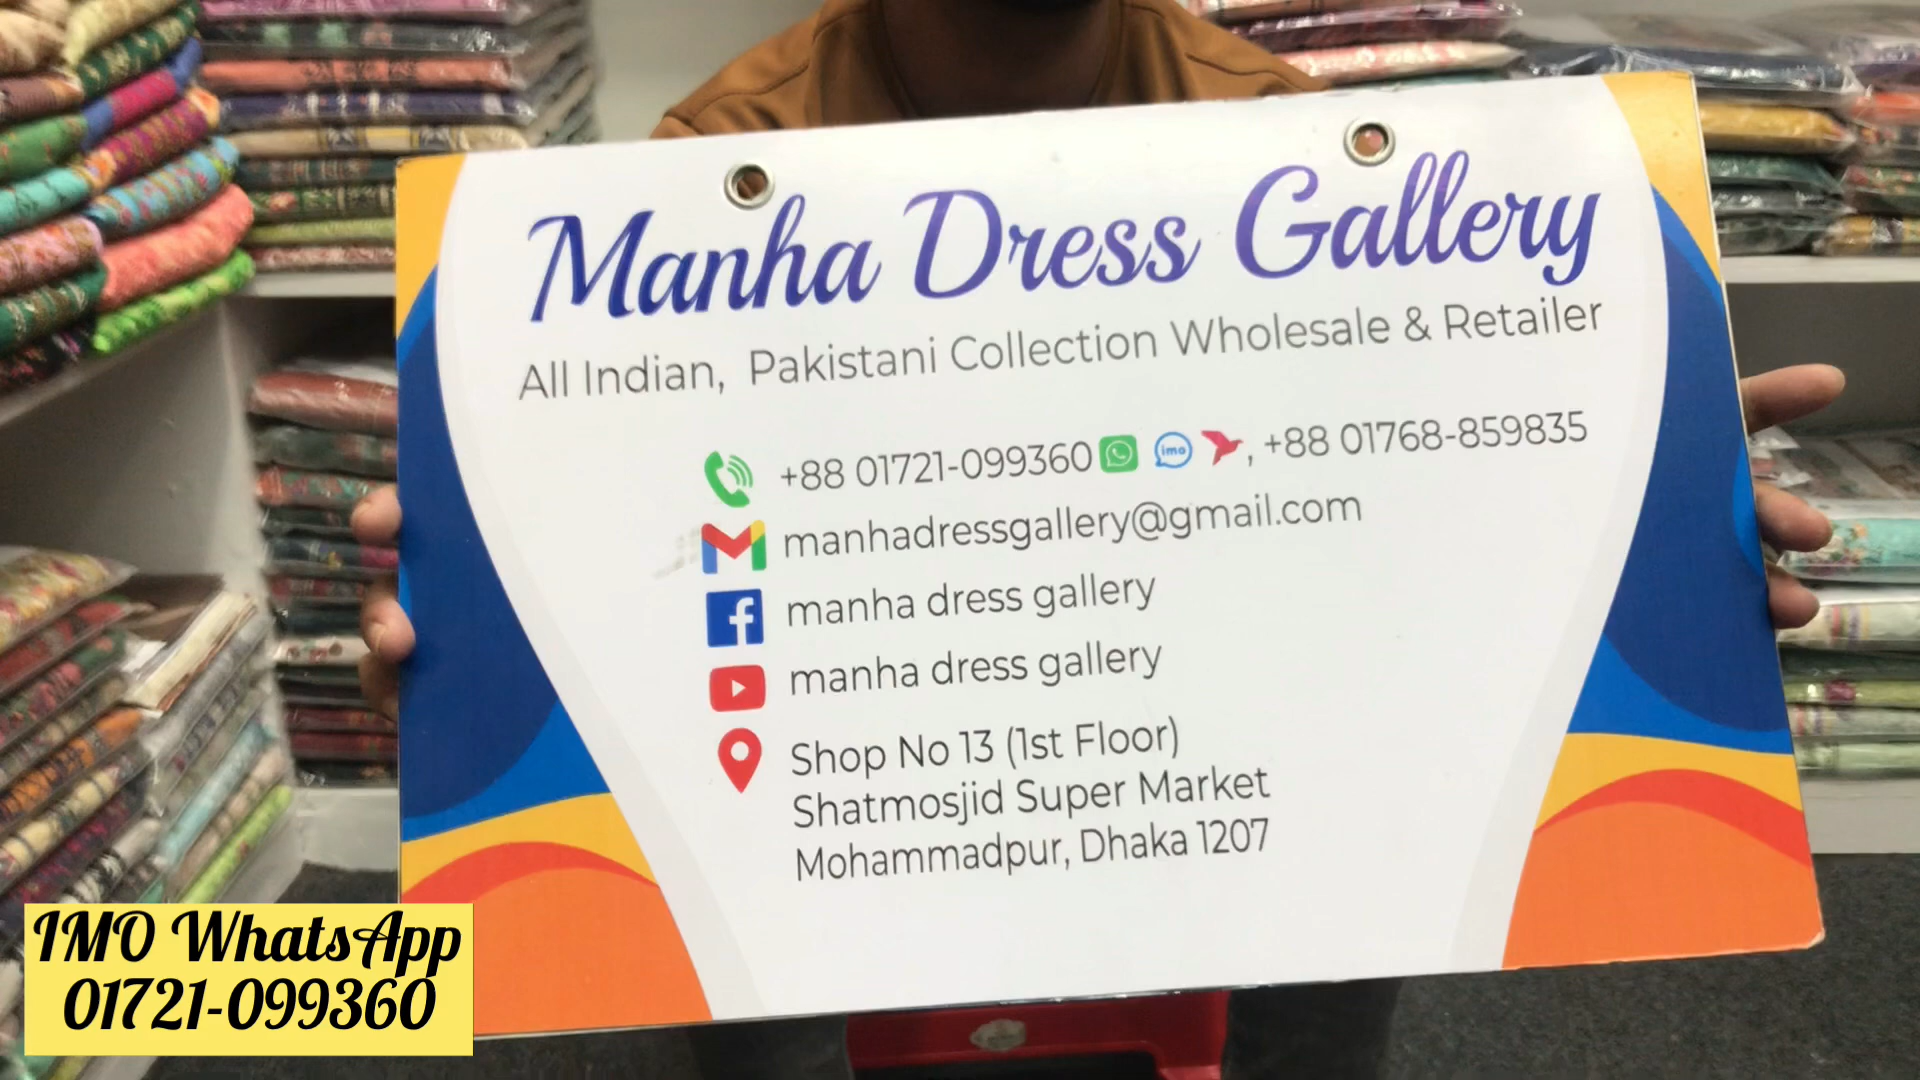 Manha Dress Gallery
All Indian, Pakistani Collection Wholesale & Retailer
+88 01721-099360 imo , +88 01768-859835
manhadressgallery@gmail.com
manha dress gallery
manha dress gallery
Shop No 13 (1st Floor)
Shatmosjid Super Market
Mohammadpur, Dhaka 1207
IMO WhatsApp
01721-099360